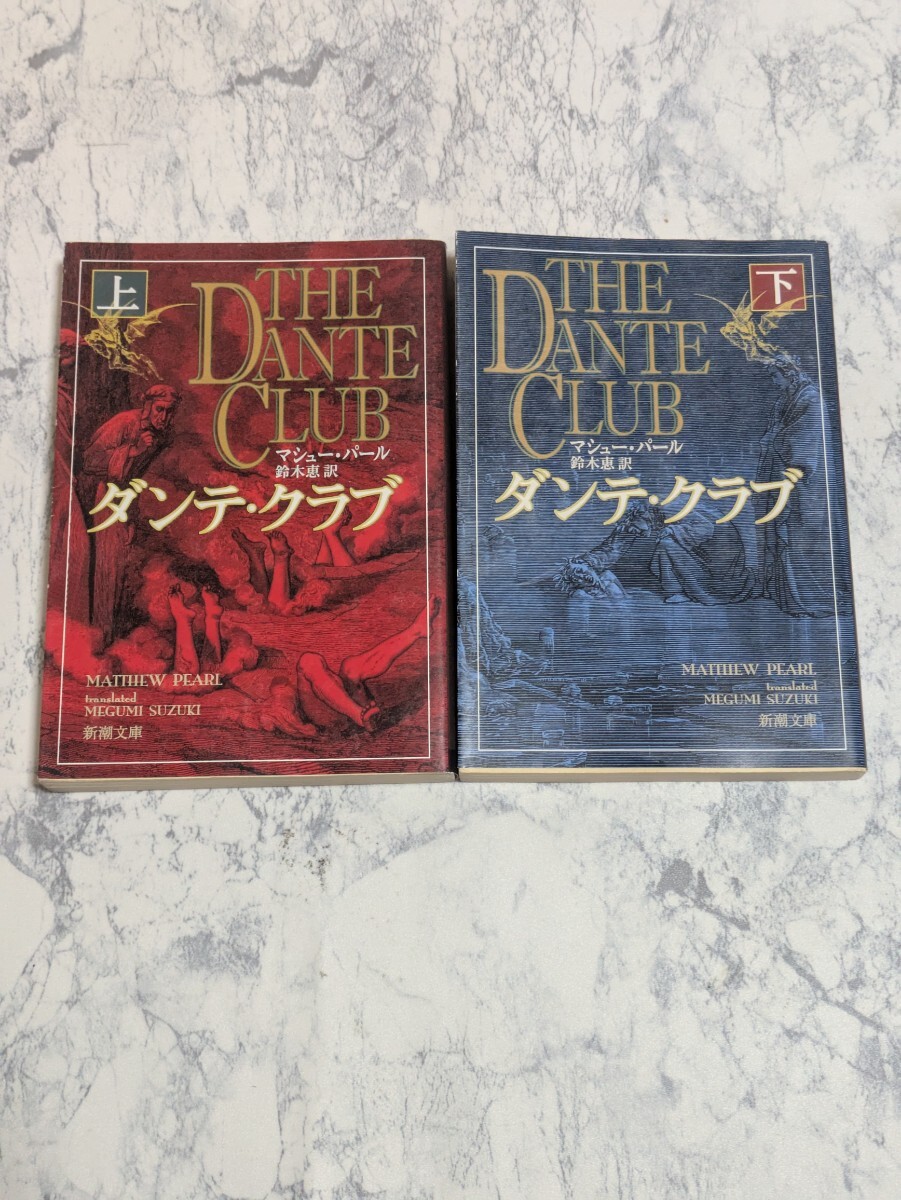 上
THE
DANTE
CLUB
マシュー・パール
鈴木恵 訳
ダンテ・クラブ
MATTHEW PEARL
translated
MEGUMI SUZUKI
新潮文庫
下
THE
DANTE
CLUB
マシュー・パール
鈴木恵 訳
ダンテ・クラブ
MATTHEW PEARL
translated
MEGUMI SUZUKI
新潮文庫